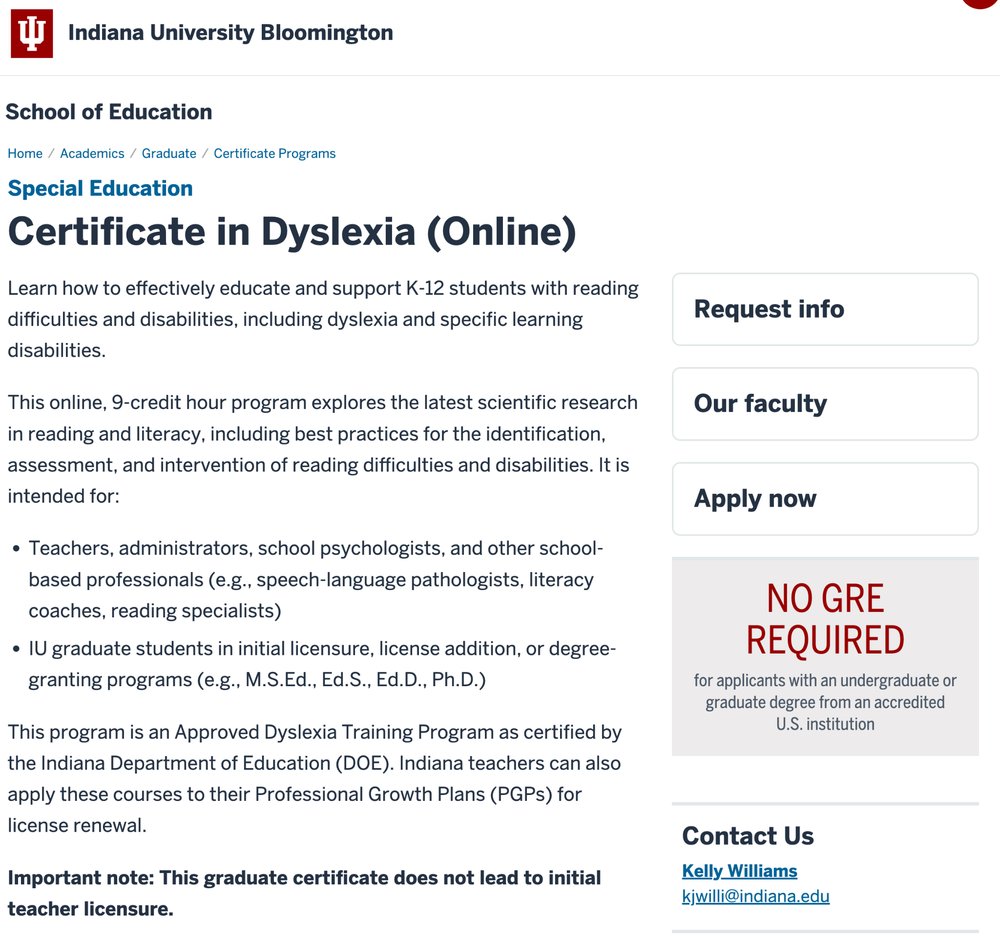 Indiana University Bloomington
School of Education
Home / Academics / Graduate / Certificate Programs
Special Education
Certificate in Dyslexia (Online)
Learn how to effectively educate and support K-12 students with reading
difficulties and disabilities, including dyslexia and specific learning
disabilities.
This online, 9-credit hour program explores the latest scientific research
in reading and literacy, including best practices for the identification,
assessment, and intervention of reading difficulties and disabilities. It is
intended for:
• Teachers, administrators, school psychologists, and other school-
based professionals (e.g., speech-language pathologists, literacy
coaches, reading specialists)
• IU graduate students in initial licensure, license addition, or degree-
granting programs (e.g., M.S.Ed., Ed.S., Ed.D., Ph.D.)
This program is an Approved Dyslexia Training Program as certified by
the Indiana Department of Education (DOE). Indiana teachers can also
apply these courses to their Professional Growth Plans (PGPs) for
license renewal.
Important note: This graduate certificate does not lead to initial
teacher licensure.
Request info
Our faculty
Apply now
NO GRE
REQUIRED
for applicants with an undergraduate or
graduate degree from an accredited
U.S. institution
Contact Us
Kelly Williams
kjwilli@indiana.edu